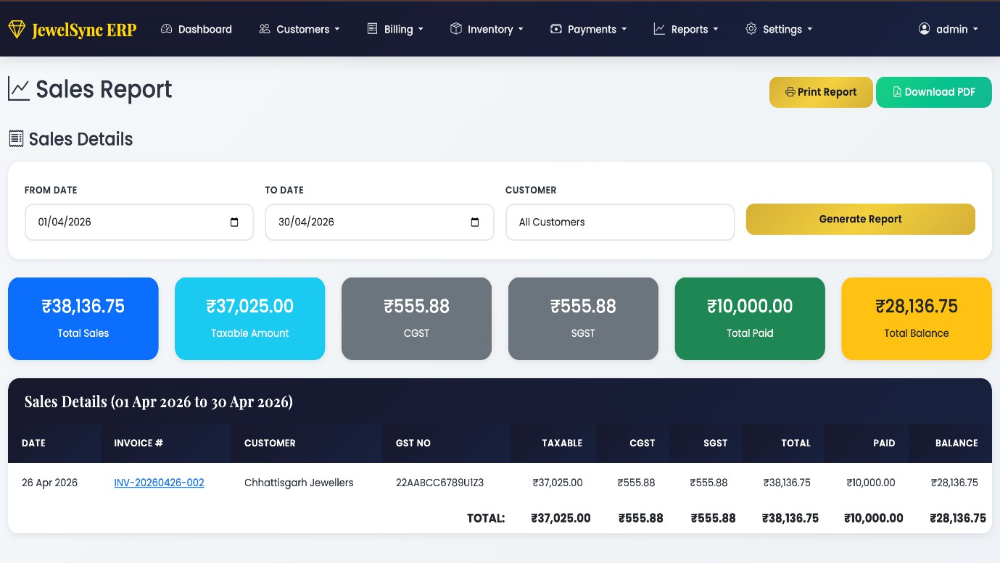 JewelSync ERP Dashboard Customers Billing Inventory Payments Reports Settings admin
Sales Report Print Report Download PDF
Sales Details
FROM DATE TO DATE CUSTOMER
01/04/2026 30/04/2026 All Customers Generate Report
₹38,136.75 ₹37,025.00 ₹555.88 ₹555.88 ₹10,000.00 ₹28,136.75
Total Sales Taxable Amount CGST SGST Total Paid Total Balance
Sales Details (01 Apr 2026 to 30 Apr 2026)
DATE INVOICE # CUSTOMER GST NO TAXABLE CGST SGST TOTAL PAID BALANCE
26 Apr 2026 INV-20260426-002 Chhattisgarh Jewellers 22AABCC6789U1Z3 ₹37,025.00 ₹555.88 ₹555.88 ₹38,136.75 ₹10,000.00 ₹28,136.75
TOTAL: ₹37,025.00 ₹555.88 ₹555.88 ₹38,136.75 ₹10,000.00 ₹28,136.75